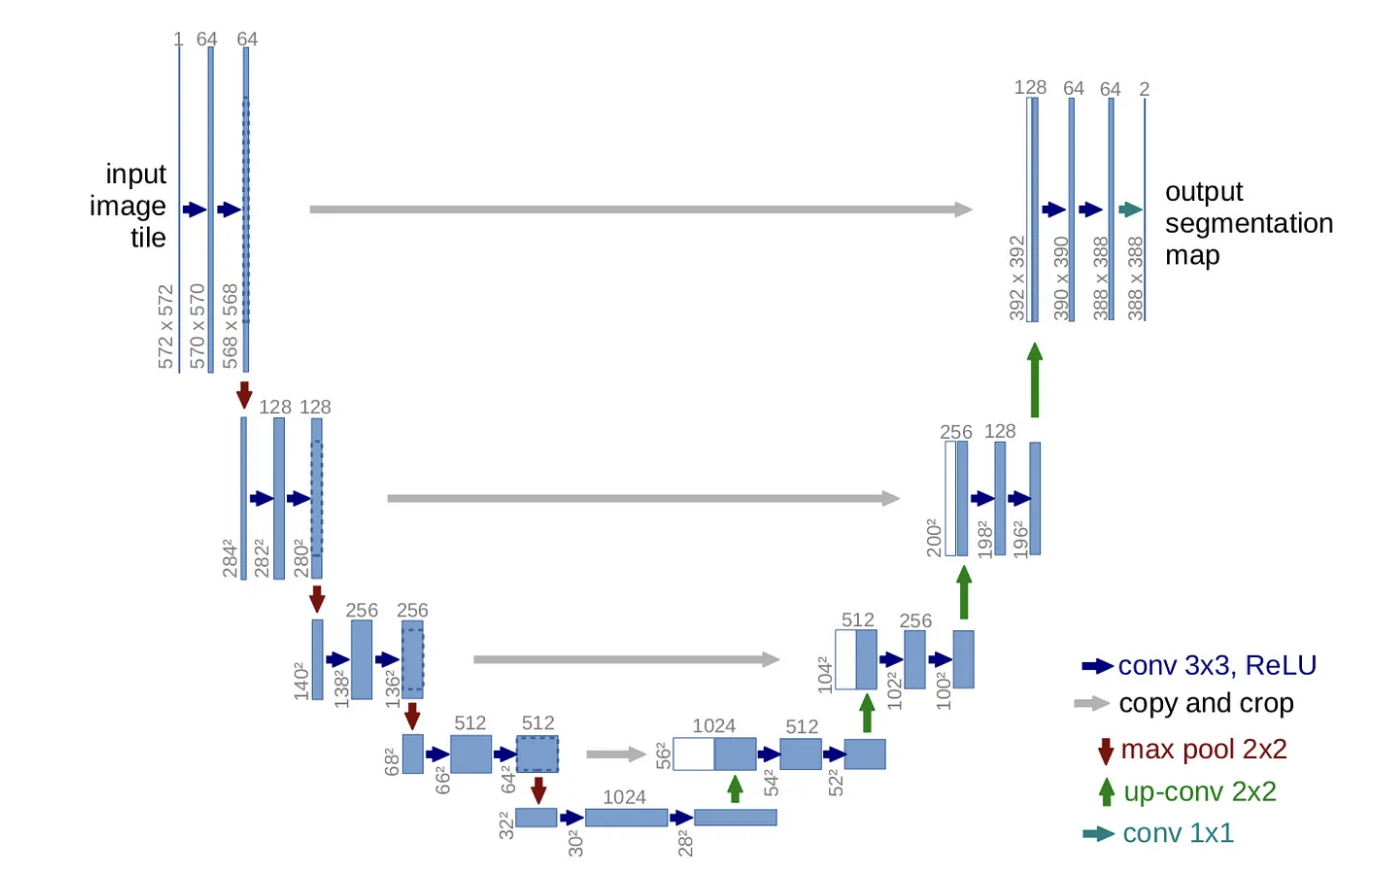 1 64 64
input
image
tile
572 x 572
570 x 570
568 x 568
128 64 64 2
output
segmentation
map
392 x 392
390 x 390
388 x 388
388 x 388
128 128
284²
282²
280²
256 128
200²
198²
196²
256 256
140²
138²
136²
512 256
104²
102²
100²
512 512
68²
66²
64²
1024 512
56²
54²
52²
1024
32²
30²
28²
conv 3x3, ReLU
copy and crop
max pool 2x2
up-conv 2x2
conv 1x1